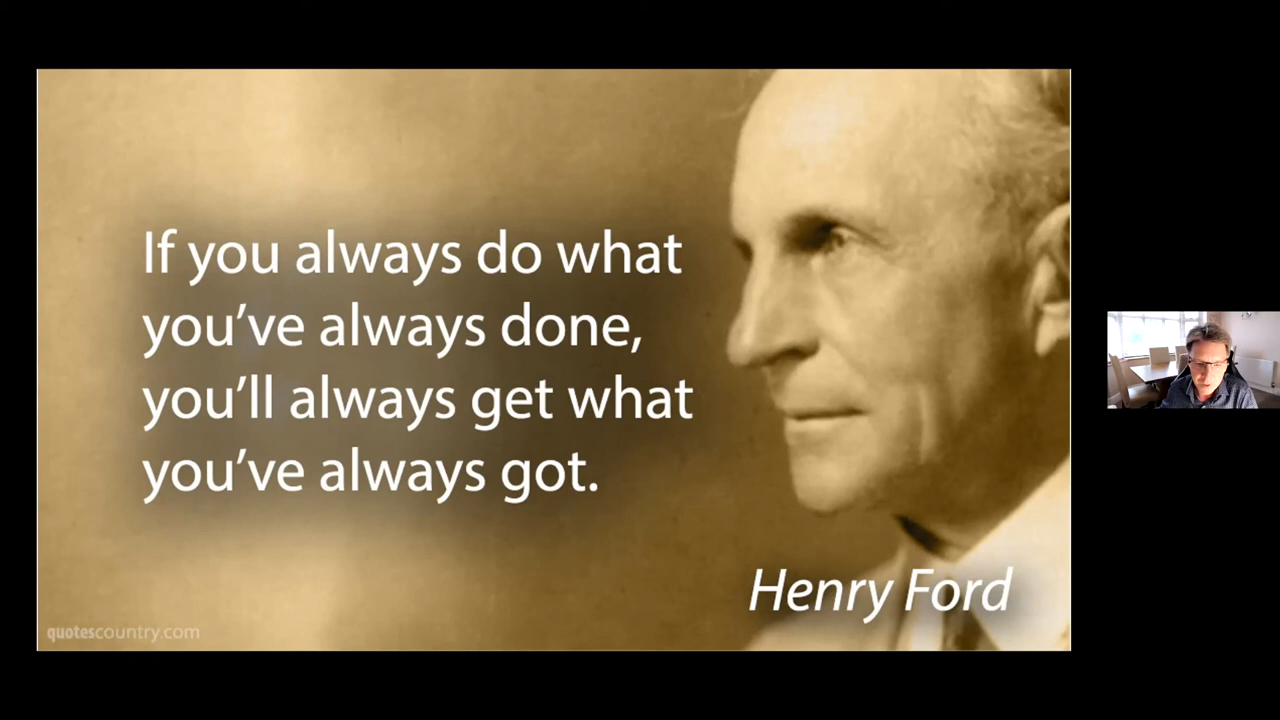 If you always do what
you’ve always done,
you’ll always get what
you’ve always got.
Henry Ford
quotescountry.com